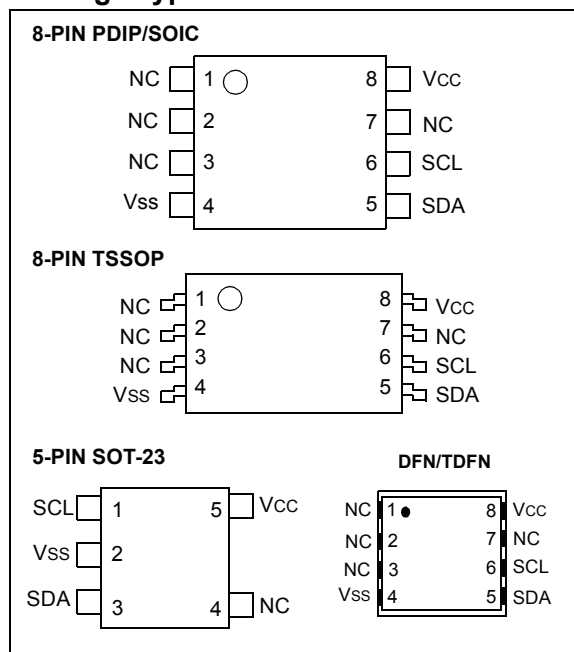 8-PIN PDIP/SOIC
NC 1 8 VCC
NC 2 7 NC
NC 3 6 SCL
Vss 4 5 SDA
8-PIN TSSOP
NC 1 8 VCC
NC 2 7 NC
NC 3 6 SCL
Vss 4 5 SDA
5-PIN SOT-23
SCL 1 5 VCC
Vss 2
SDA 3 4 NC
DFN/TDFN
NC 1 8 VCC
NC 2 7 NC
NC 3 6 SCL
Vss 4 5 SDA